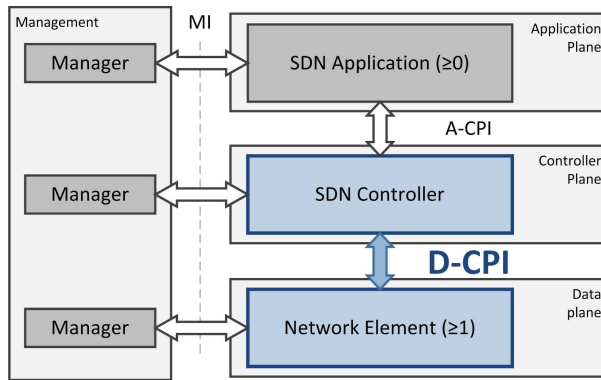 Management
MI
Application
Plane
Manager
SDN Application (≥0)
A-CPI
Controller
Plane
Manager
SDN Controller
D-CPI
Data
plane
Manager
Network Element (≥1)